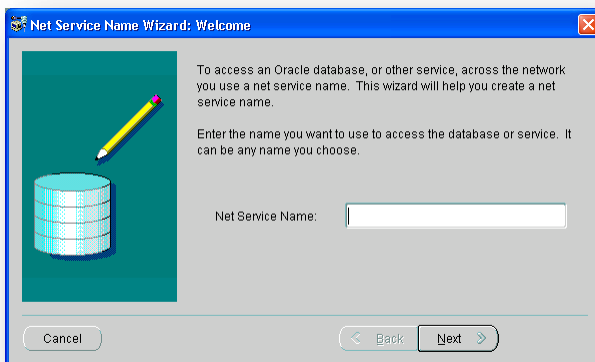 Net Service Name Wizard: Welcome
To access an Oracle database, or other service, across the network
you use a net service name. This wizard will help you create a net
service name.
Enter the name you want to use to access the database or service. It
can be any name you choose.
Net Service Name:
Cancel
Back
Next